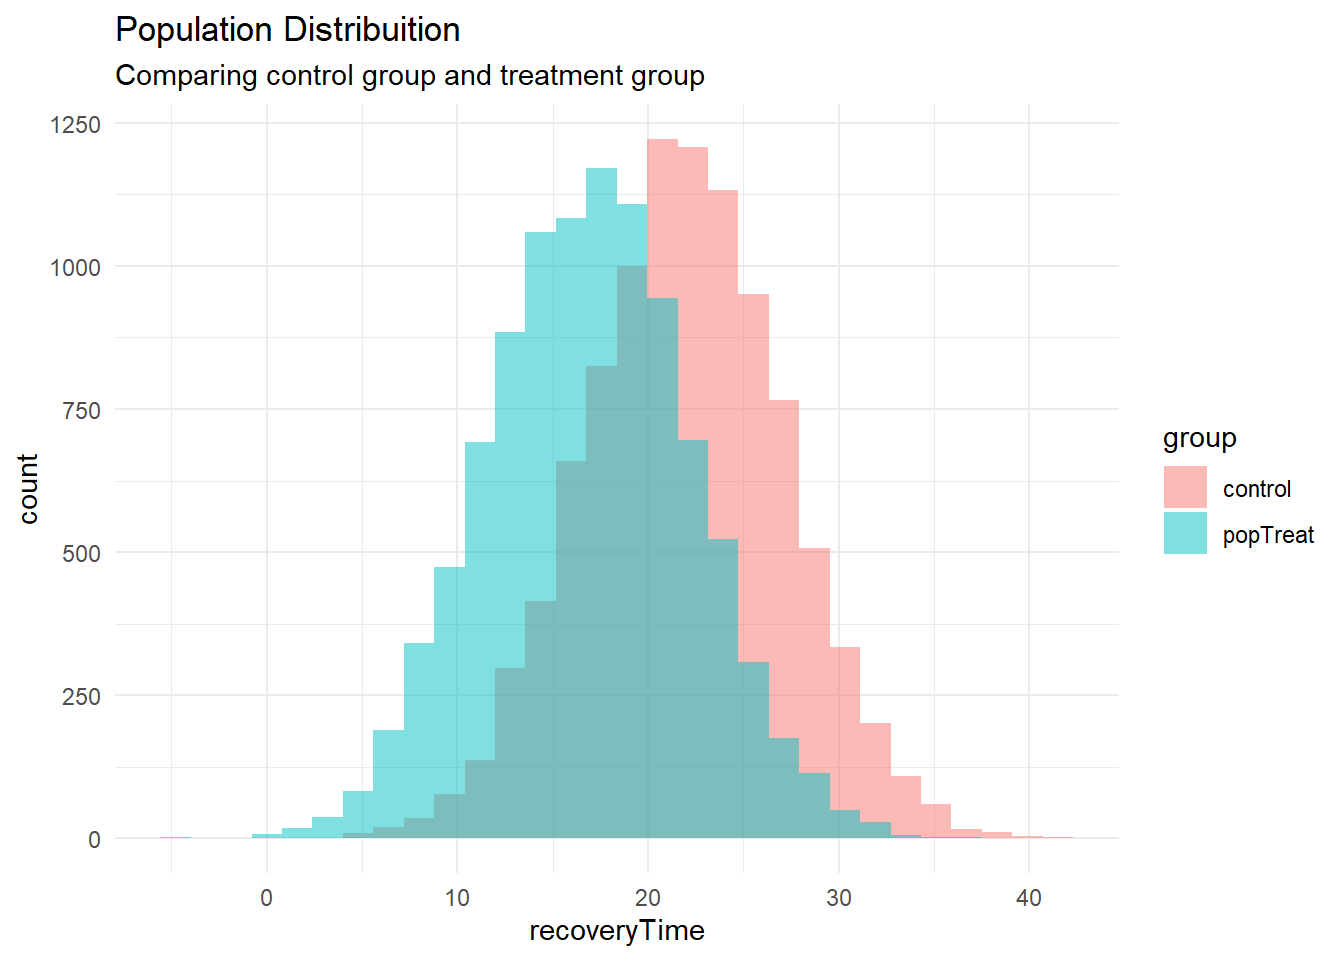 Population Distribuition
Comparing control group and treatment group
1250
1000
750
500
250
0
count
0 10 20 30 40
recoveryTime
group
control
popTreat